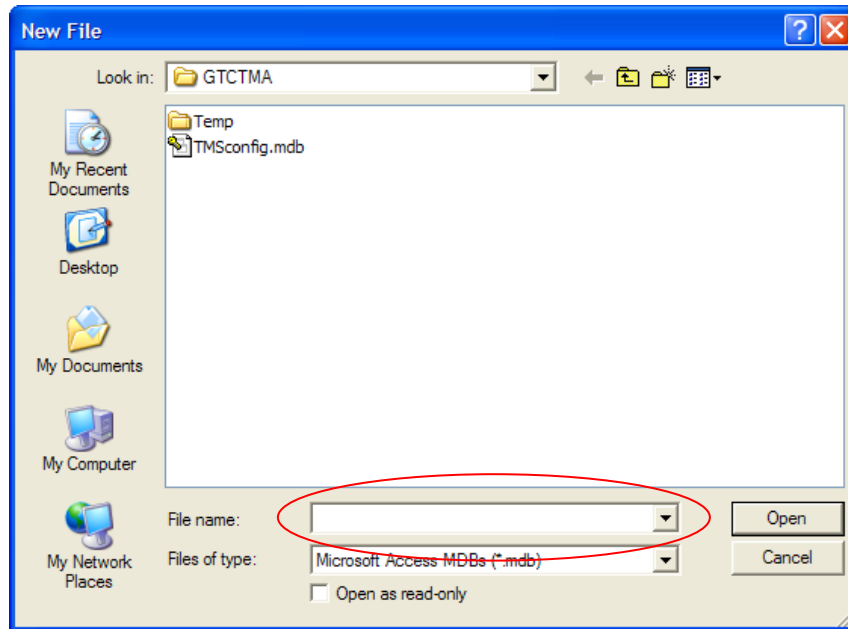 New File
Look in:
GTCTMA
Temp
TMSconfig.mdb
My Recent
Documents
Desktop
My Documents
My Computer
My Network
Places
File name:
Open
Files of type:
Microsoft Access MDBs (*.mdb)
Cancel
Open as read-only